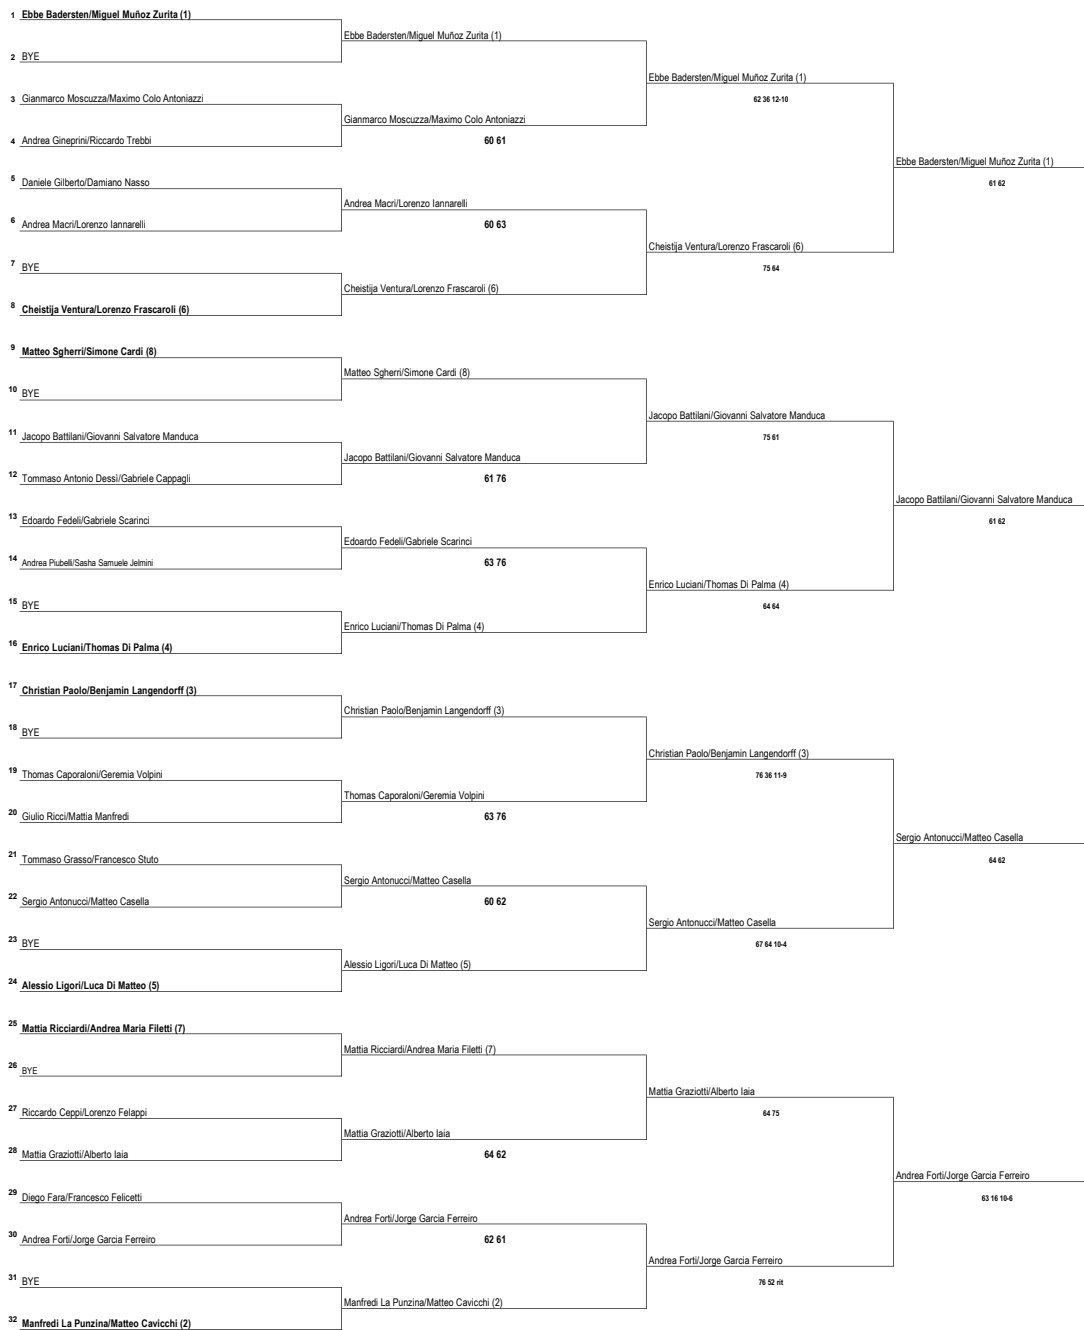 1 Ebbe Badersten/Miguel Muñoz Zurita (1)
Ebbe Badersten/Miguel Muñoz Zurita (1)
2 BYE
Ebbe Badersten/Miguel Muñoz Zurita (1)
3 Gianmarco Moscuzza/Maximo Colo Antoniazzi
62 36 12-10
Gianmarco Moscuzza/Maximo Colo Antoniazzi
4 Andrea Gineprini/Riccardo Trebbi
60 61
Ebbe Badersten/Miguel Muñoz Zurita (1)
5 Daniele Gilberto/Damiano Nasso
61 62
Andrea Macri/Lorenzo Iannarelli
6 Andrea Macri/Lorenzo Iannarelli
60 63
Cheistija Ventura/Lorenzo Frascaroli (6)
7 BYE
75 64
Cheistija Ventura/Lorenzo Frascaroli (6)
8 Cheistija Ventura/Lorenzo Frascaroli (6)
9 Matteo Sgherri/Simone Cardi (8)
Matteo Sgherri/Simone Cardi (8)
10 BYE
Jacopo Battilani/Giovanni Salvatore Manduca
11 Jacopo Battilani/Giovanni Salvatore Manduca
75 61
Jacopo Battilani/Giovanni Salvatore Manduca
12 Tommaso Antonio Dessì/Gabriele Cappagli
61 76
Jacopo Battilani/Giovanni Salvatore Manduca
13 Edoardo Fedeli/Gabriele Scarinci
61 62
Edoardo Fedeli/Gabriele Scarinci
14 Andrea Piubelli/Sasha Samuele Jelmini
63 76
Enrico Luciani/Thomas Di Palma (4)
15 BYE
64 64
Enrico Luciani/Thomas Di Palma (4)
16 Enrico Luciani/Thomas Di Palma (4)
17 Christian Paolo/Benjamin Langendorff (3)
Christian Paolo/Benjamin Langendorff (3)
18 BYE
Christian Paolo/Benjamin Langendorff (3)
19 Thomas Caporaloni/Geremia Volpini
76 36 11-9
Thomas Caporaloni/Geremia Volpini
20 Giulio Ricci/Mattia Manfredi
63 76
Sergio Antonucci/Matteo Casella
21 Tommaso Grasso/Francesco Stuto
64 62
Sergio Antonucci/Matteo Casella
22 Sergio Antonucci/Matteo Casella
60 62
Sergio Antonucci/Matteo Casella
23 BYE
67 64 10-4
Alessio Ligori/Luca Di Matteo (5)
24 Alessio Ligori/Luca Di Matteo (5)
25 Mattia Ricciardi/Andrea Maria Filetti (7)
Mattia Ricciardi/Andrea Maria Filetti (7)
26 BYE
Mattia Graziotti/Alberto Iaia
27 Riccardo Ceppi/Lorenzo Felappi
64 75
Mattia Graziotti/Alberto Iaia
28 Mattia Graziotti/Alberto Iaia
64 62
Andrea Forti/Jorge Garcia Ferreiro
29 Diego Fara/Francesco Felicetti
63 16 10-6
Andrea Forti/Jorge Garcia Ferreiro
30 Andrea Forti/Jorge Garcia Ferreiro
62 61
Andrea Forti/Jorge Garcia Ferreiro
31 BYE
76 52 rit
Manfredi La Punzina/Matteo Cavicchi (2)
32 Manfredi La Punzina/Matteo Cavicchi (2)